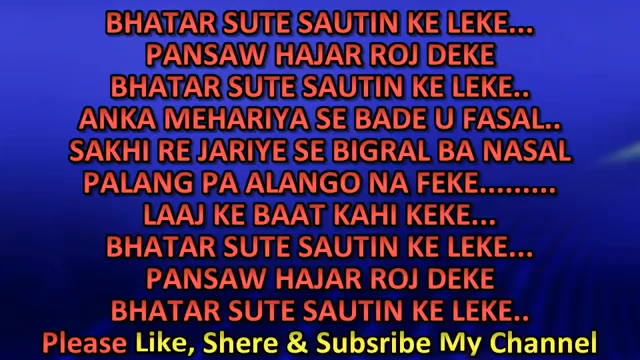 BHATAR SUTE SAUTIN KE LEKE...
PANSAW HAJAR ROJ DEKE
BHATAR SUTE SAUTIN KE LEKE..
ANKA MEHARIYA SE BADE U FASAL..
SAKHI RE JARIYE SE BIGRAL BA NASAL
PALANG PA ALANGO NA FEKE.........
LAAJ KE BAAT KAHI KEKE...
BHATAR SUTE SAUTIN KE LEKE...
PANSAW HAJAR ROJ DEKE
BHATAR SUTE SAUTIN KE LEKE..
Please Like, Shere & Subsribe My Channel